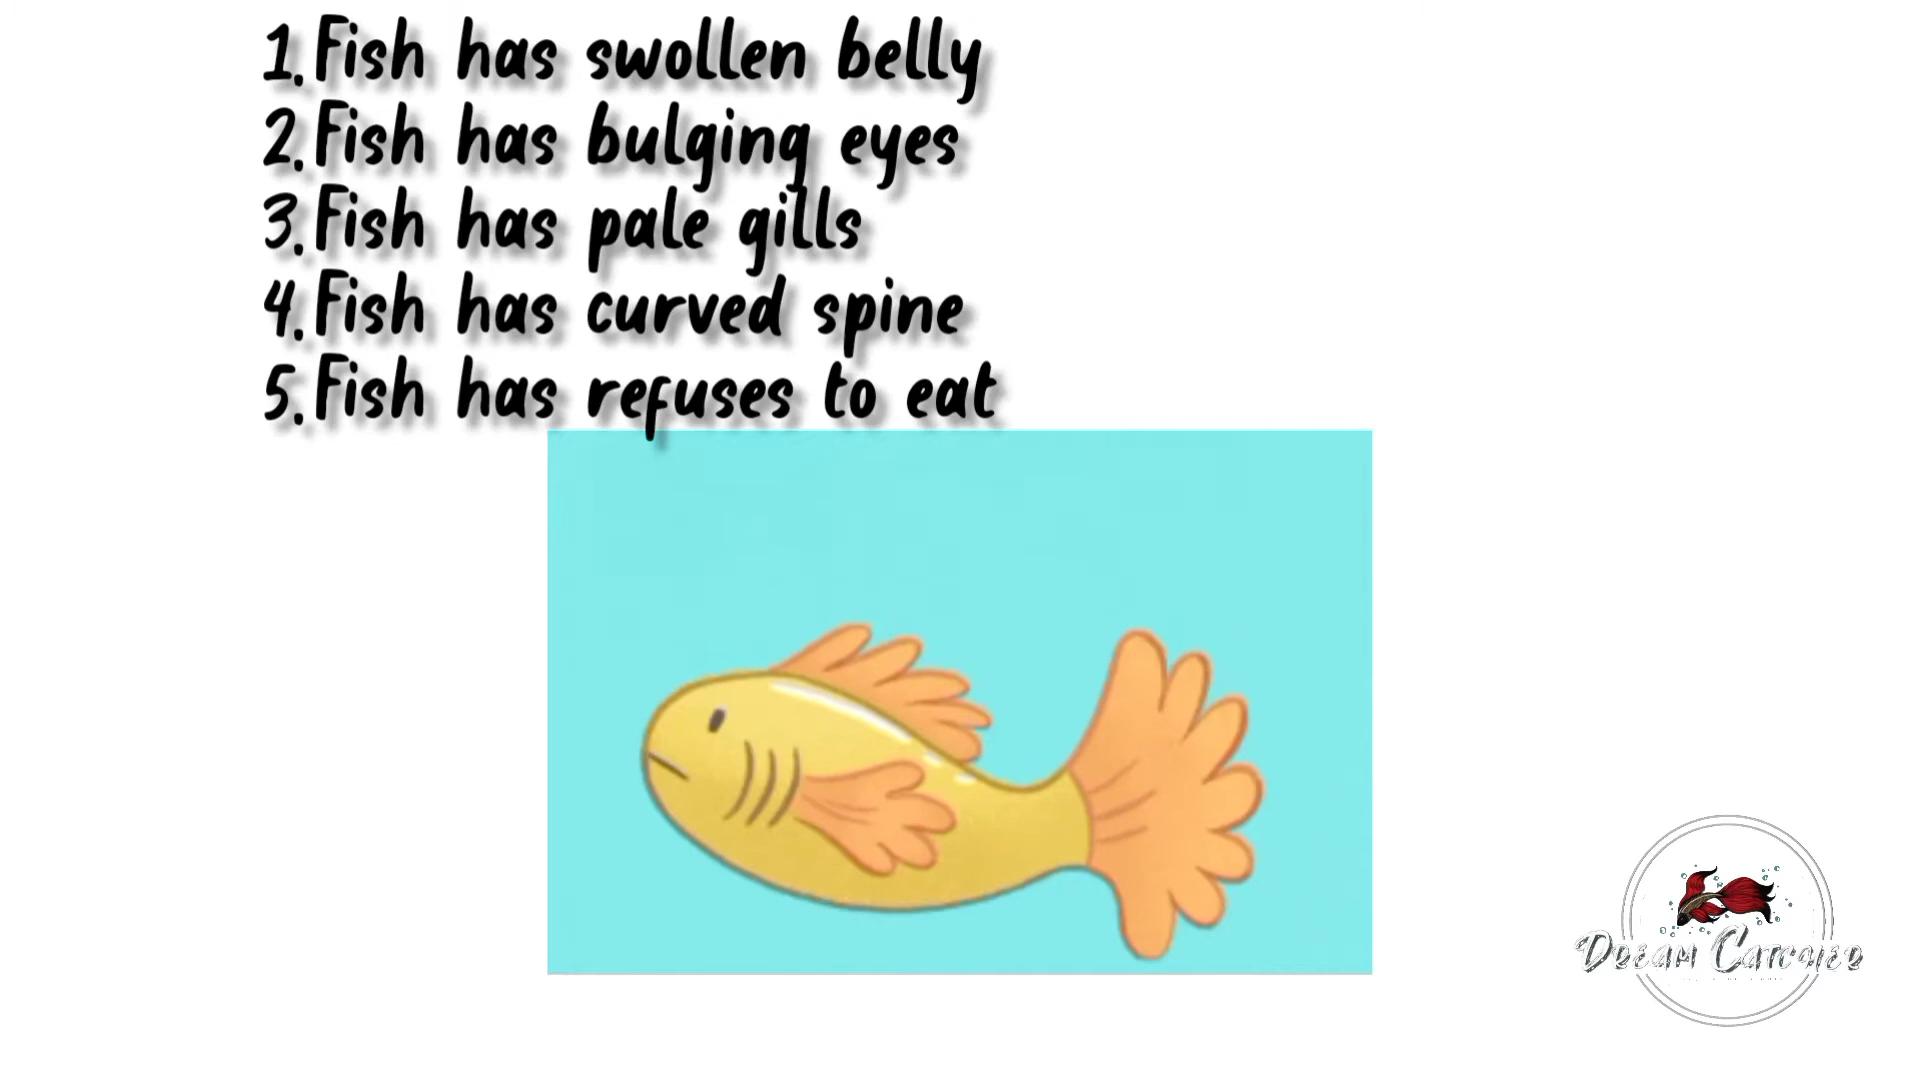 1.Fish has swollen belly
2.Fish has bulging eyes
3.Fish has pale gills
4.Fish has curved spine
5.Fish has refuses to eat
Dream Catcher